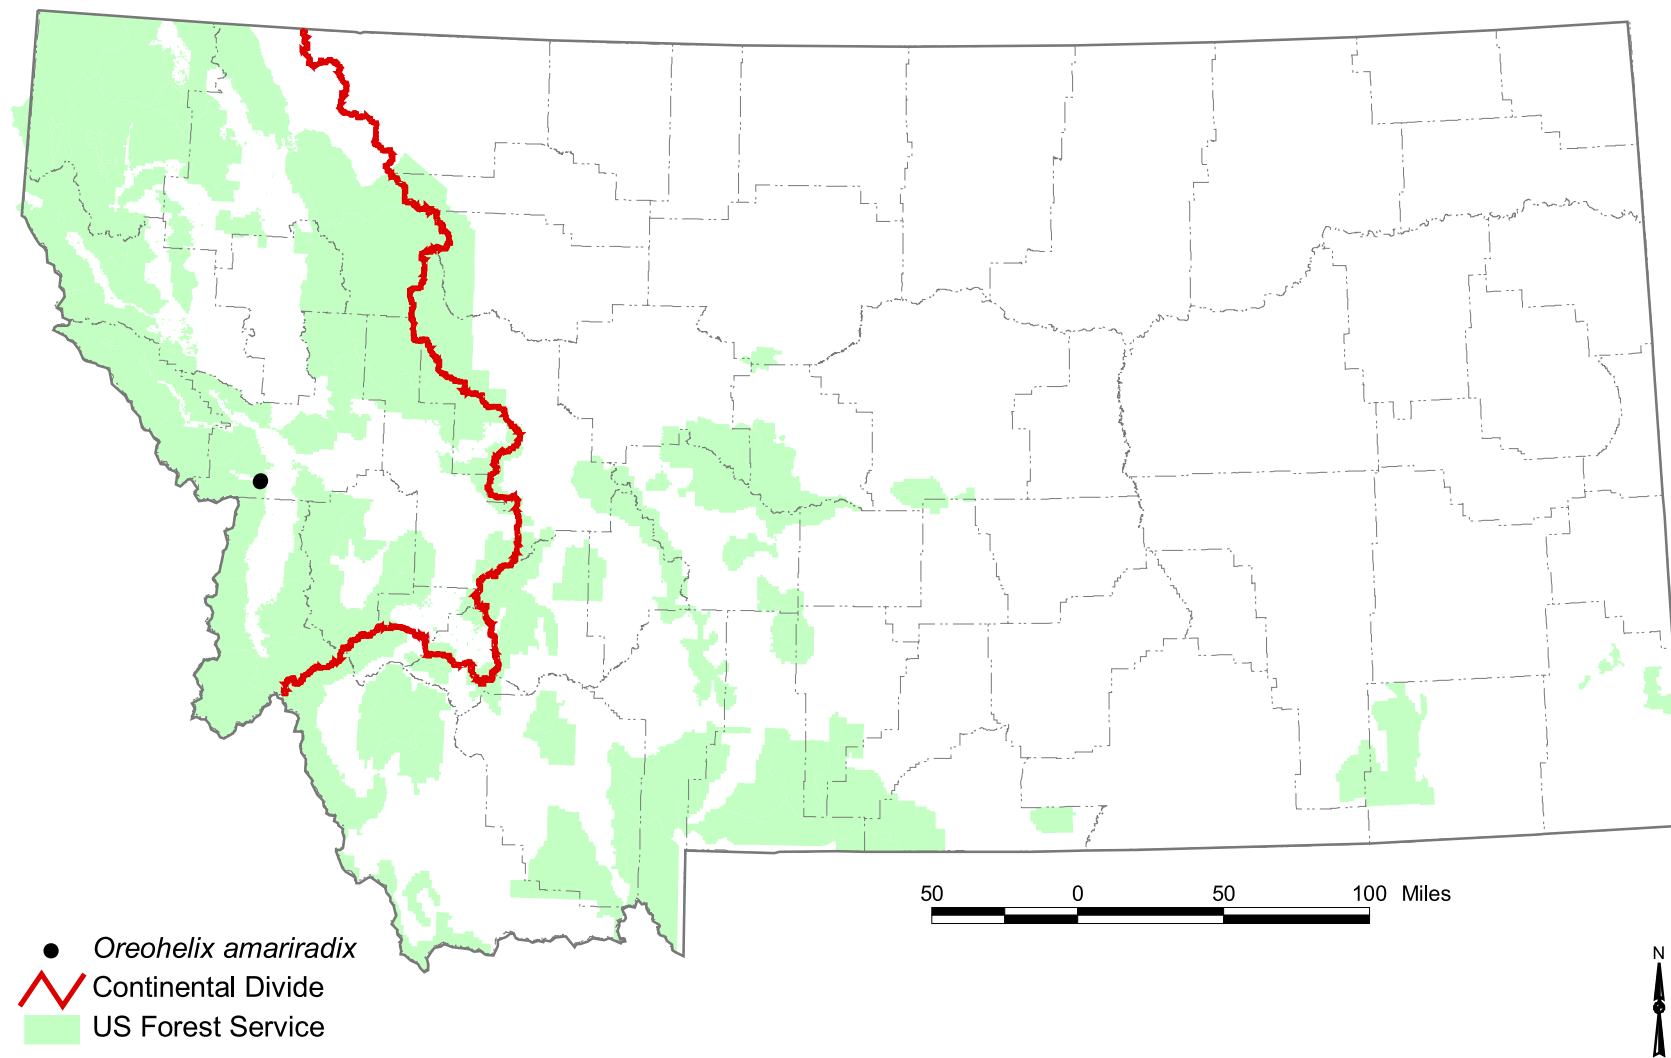 50 0 50 100 Miles
Oreohelix amariradix
Continental Divide
US Forest Service
N